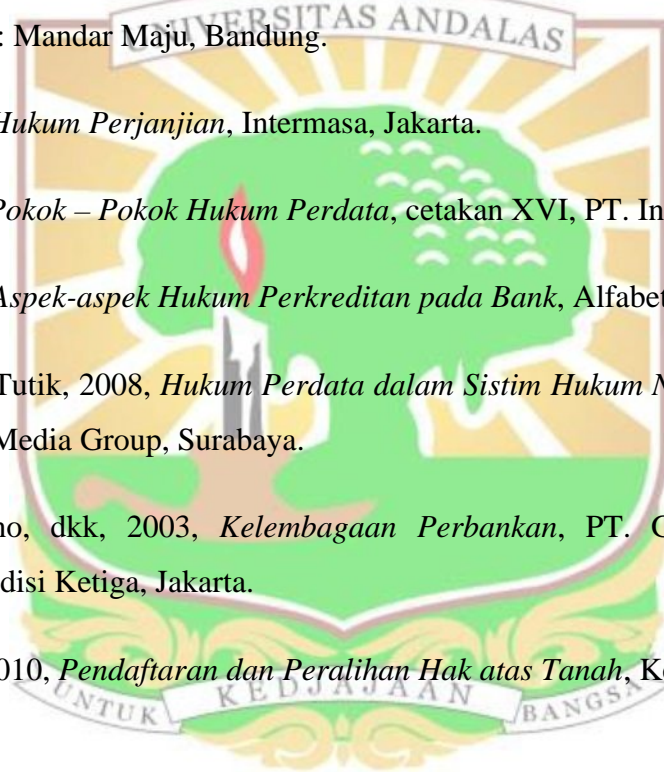 UNIVERSITAS ANDALAS
: Mandar Maju, Bandung.
Hukum Perjanjian, Intermasa, Jakarta.
Pokok – Pokok Hukum Perdata, cetakan XVI, PT. In
Aspek-aspek Hukum Perkreditan pada Bank, Alfabet
Tutik, 2008, Hukum Perdata dalam Sistim Hukum N
Media Group, Surabaya.
no, dkk, 2003, Kelembagaan Perbankan, PT. G
disi Ketiga, Jakarta.
010, Pendaftaran dan Peralihan Hak atas Tanah, K
UNTUK KEDJAJAAN BANGSA